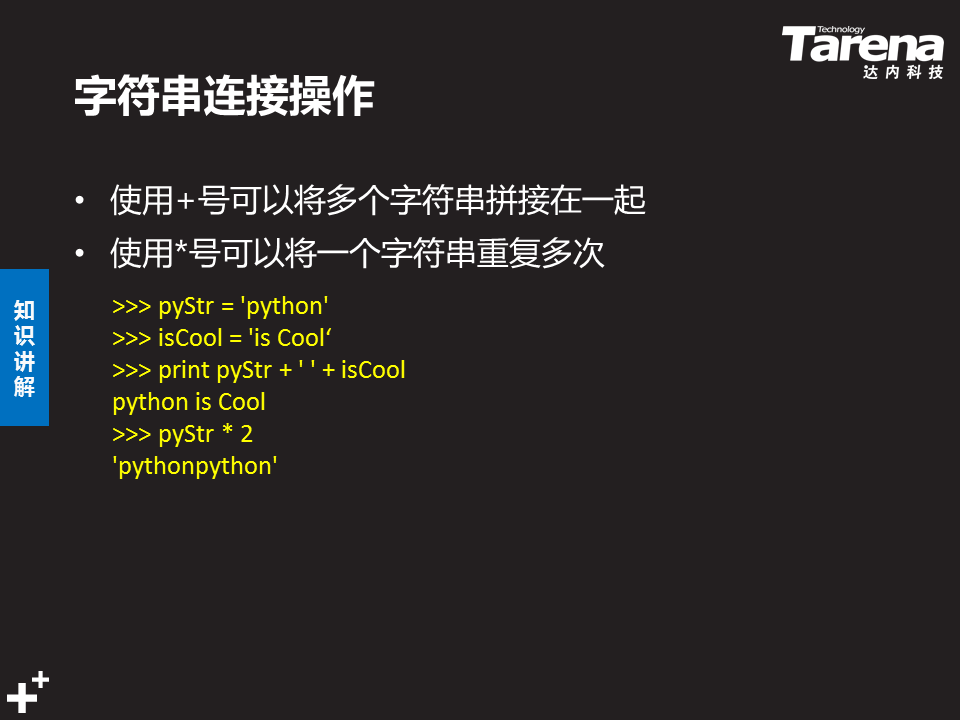 Technology
Tarena
达内科技
字符串连接操作
• 使用+号可以将多个字符串拼接在一起
• 使用*号可以将一个字符串重复多次
知识讲解
>>> pyStr = 'python'
>>> isCool = 'is Cool‘
>>> print pyStr + ' ' + isCool
python is Cool
>>> pyStr * 2
'pythonpython'